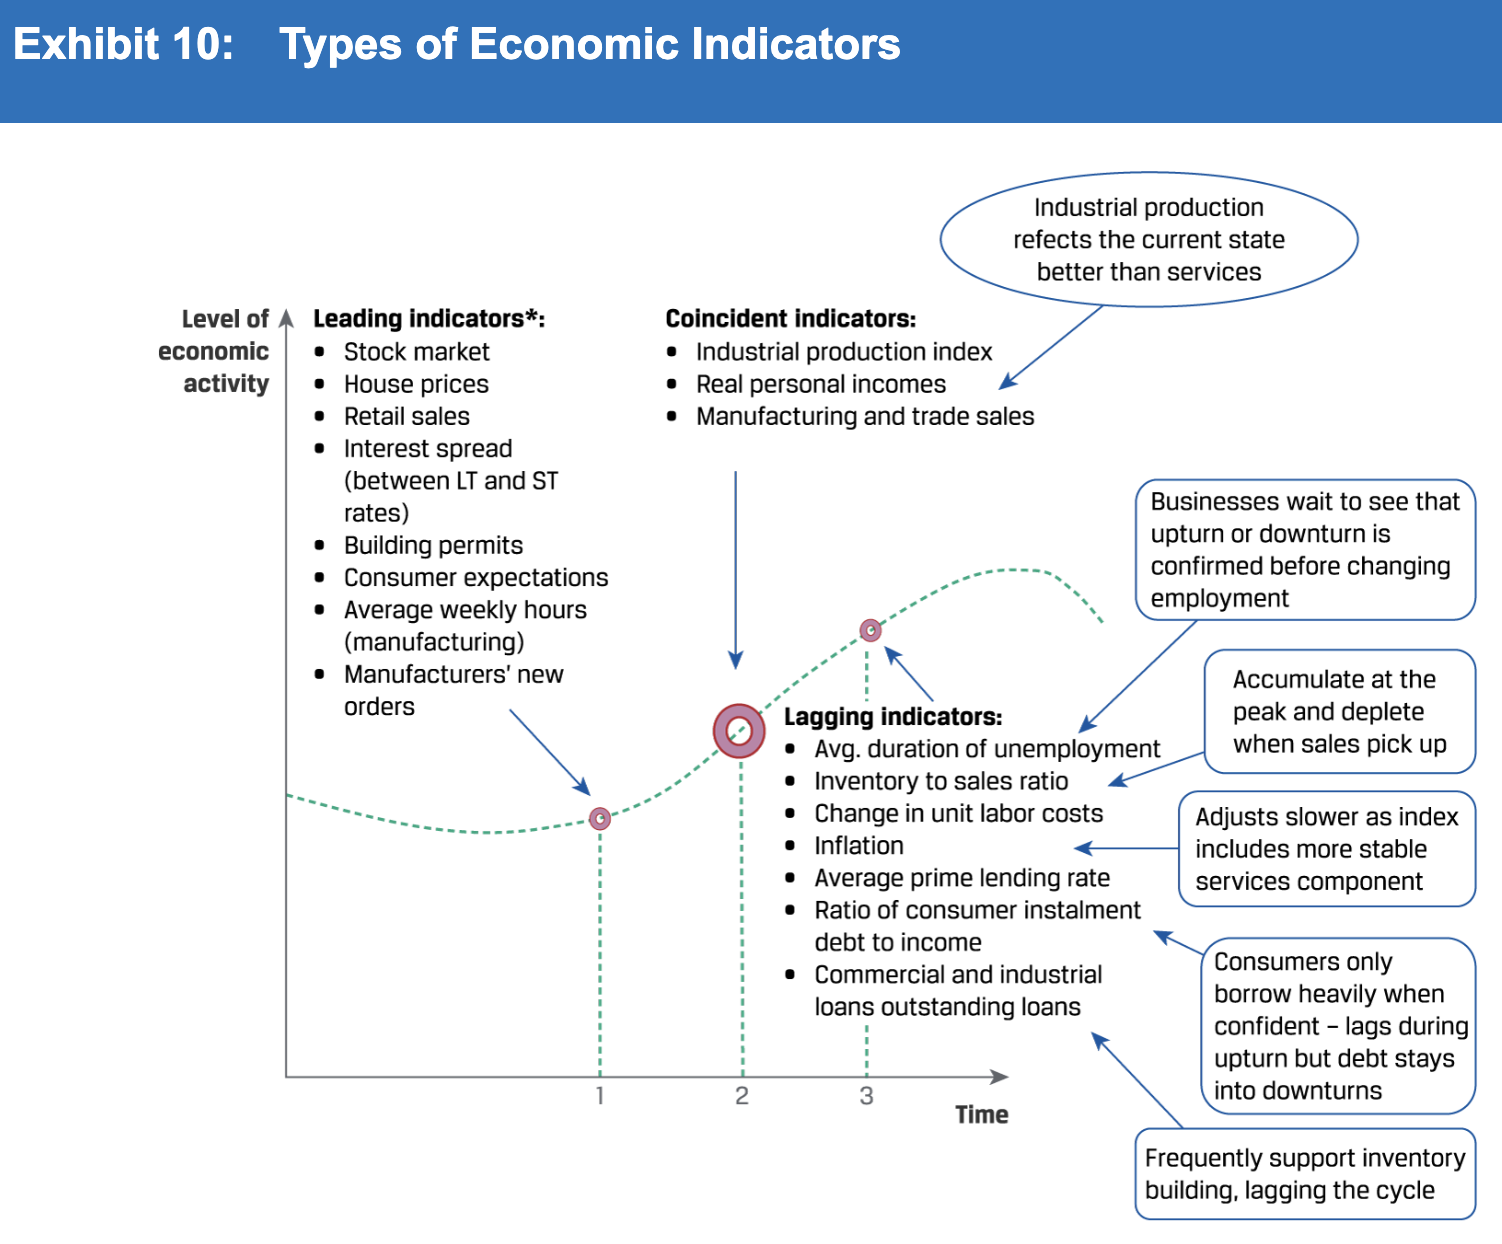 Exhibit 10: Types of Economic Indicators
Industrial production
refects the current state
better than services
Level of
economic
activity
Leading indicators*:
• Stock market
• House prices
• Retail sales
• Interest spread
(between LT and ST
rates)
• Building permits
• Consumer expectations
• Average weekly hours
(manufacturing)
• Manufacturers' new
orders
Coincident indicators:
• Industrial production index
• Real personal incomes
• Manufacturing and trade sales
Businesses wait to see that
upturn or downturn is
confirmed before changing
employment
Accumulate at the
peak and deplete
when sales pick up
Lagging indicators:
• Avg. duration of unemployment
• Inventory to sales ratio
• Change in unit labor costs
• Inflation
• Average prime lending rate
• Ratio of consumer instalment
debt to income
• Commercial and industrial
loans outstanding loans
Adjusts slower as index
includes more stable
services component
Consumers only
borrow heavily when
confident – lags during
upturn but debt stays
into downturns
Frequently support inventory
building, lagging the cycle
1
2
3
Time